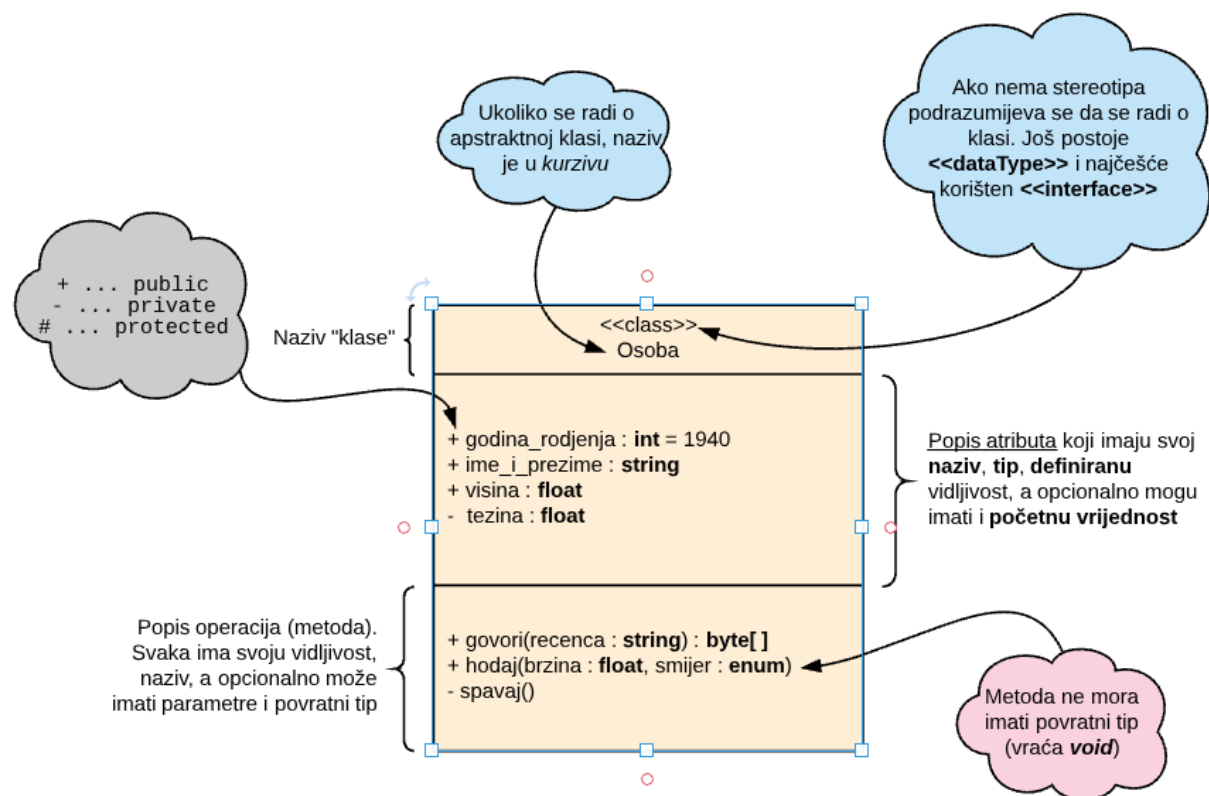 Ako nema stereotipa
podrazumijeva se da se radi o
klasi. Još postoje
<<dataType>> i najčešće
korišten <<interface>>
Ukoliko se radi o
apstraktnoj klasi, naziv
je u kurzivu
+ ... public
- ... private
# ... protected
Naziv "klase"
<<class>>
Osoba
+ godina_rodjenja : int = 1940
+ ime_i_prezime : string
+ visina : float
- tezina : float
Popis atributa koji imaju svoj
naziv, tip, definiranu
vidljivost, a opcionalno mogu
imati i početnu vrijednost
Popis operacija (metoda).
Svaka ima svoju vidljivost,
naziv, a opcionalno može
imati parametre i povratni tip
+ govori(recenca : string) : byte[ ]
+ hodaj(brzina : float, smijer : enum)
- spavaj()
Metoda ne mora
imati povratni tip
(vraća void)